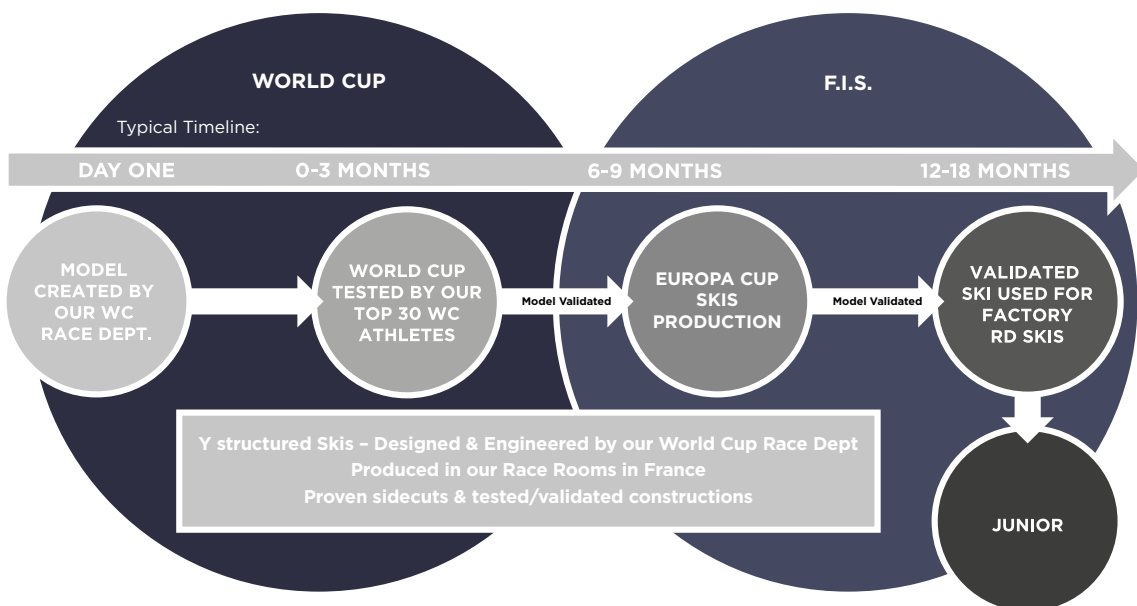 WORLD CUP
F.I.S.
Typical Timeline:
DAY ONE
0-3 MONTHS
6-9 MONTHS
12-18 MONTHS
MODEL
CREATED BY
OUR WC
RACE DEPT.
WORLD CUP
TESTED BY OUR
TOP 30 WC
ATHLETES
Model Validated
EUROPA CUP
SKIS
PRODUCTION
Model Validated
VALIDATED
SKI USED FOR
FACTORY
RD SKIS
Y structured Skis – Designed & Engineered by our World Cup Race Dept
Produced in our Race Rooms in France
Proven sidecuts & tested/validated constructions
JUNIOR